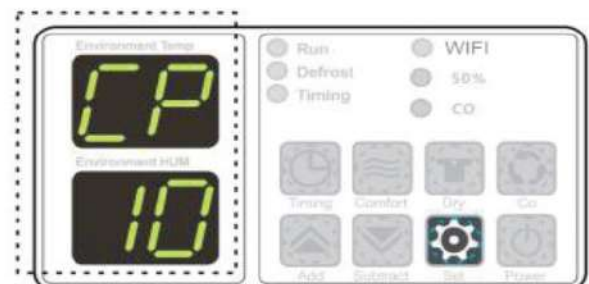 Environment Temp
CP
Environment HUM
10
Run
WIFI
Defrost
50%
Timing
CO
Timing Comfort Dry Co
Add Subtract Set Power